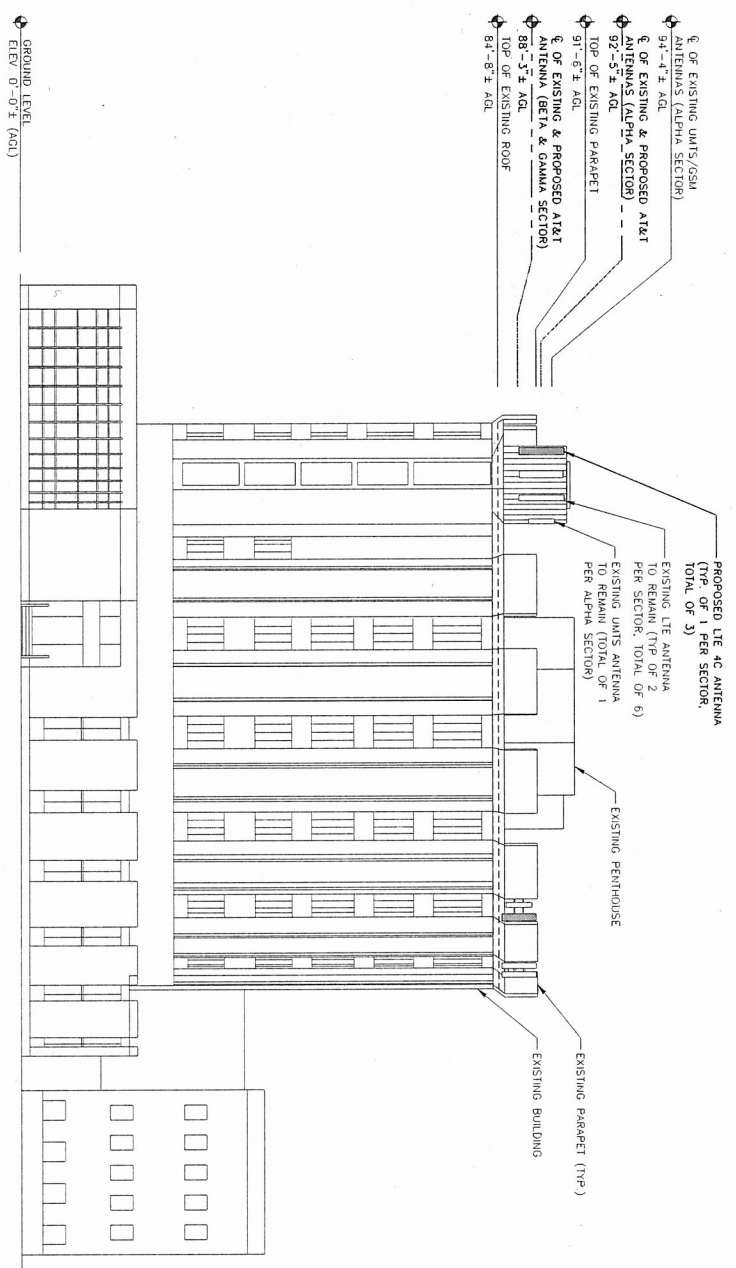 ℄ OF EXISTING UMTS/GSM
ANTENNAS (ALPHA SECTOR)
94'-4"± AGL
℄ OF EXISTING & PROPOSED AT&T
ANTENNAS (ALPHA SECTOR)
92'-5"± AGL
TOP OF EXISTING PARAPET
91'-6"± AGL
℄ OF EXISTING & PROPOSED AT&T
ANTENNA (BETA & GAMMA SECTOR)
88'-3"± AGL
TOP OF EXISTING ROOF
84'-8"± AGL
GROUND LEVEL
ELEV. 0'-0"± (AGL)
PROPOSED LTE 4C ANTENNA
(TYP. OF 1 PER SECTOR,
TOTAL OF 3)
EXISTING LTE ANTENNA
TO REMAIN (TYP OF 2
PER SECTOR, TOTAL OF 6)
EXISTING UMTS ANTENNA
TO REMAIN (TOTAL OF 1
PER ALPHA SECTOR)
EXISTING PENTHOUSE
EXISTING PARAPET (TYP.)
EXISTING BUILDING